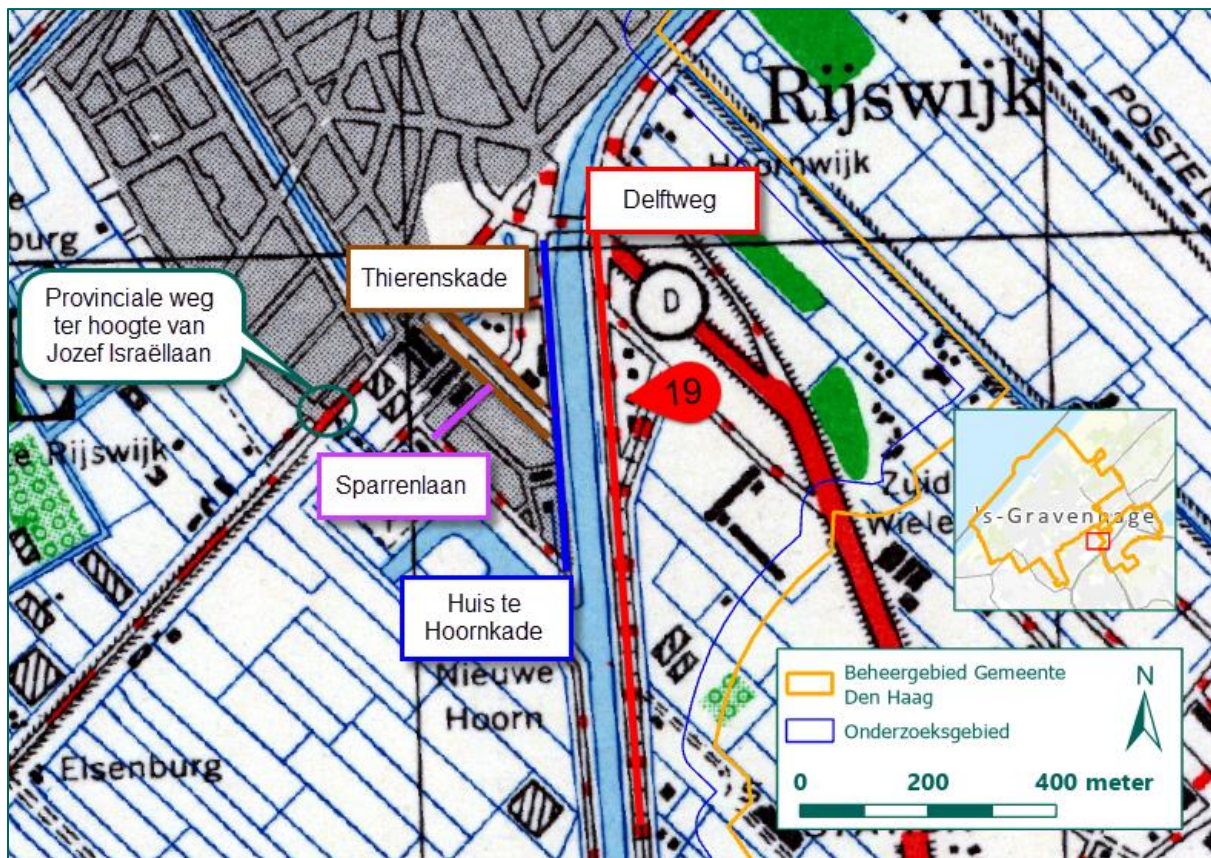 Rijswijk
POSTE
Hoornwijk
Delftweg
burg
Thierenskade
D
Provinciale weg
ter hoogte van
Jozef Israëllaan
19
te Rijswijk
Sparrenlaan
Zuid
Wiele
's-Gravenhage
Huis te
Hoornkade
Nieuwe
Hoorn
Elsenburg
Beheergebied Gemeente
Den Haag
Onderzoeksgebied
N
0 200 400 meter